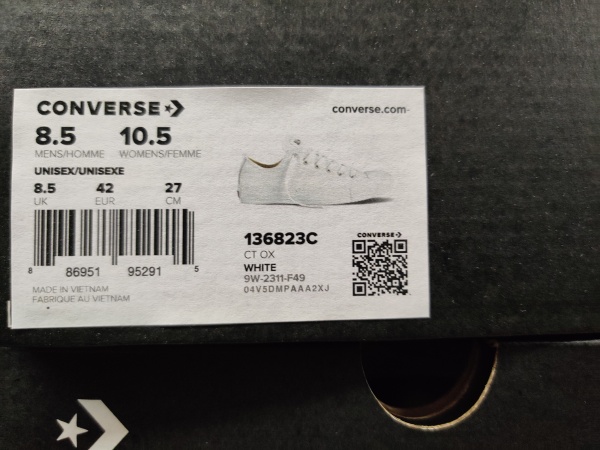 CONVERSE
converse.com
8.5 10.5
MENS/HOMME WOMENS/FEMME
UNISEX/UNISEXE
8.5 42 27
UK EUR CM
8 86951 95291 5
MADE IN VIETNAM
FABRIQUE AU VIETNAM
136823C
CT OX
WHITE
9W-2311-F49
04V5DMPAAA2XJ
CONVERSE